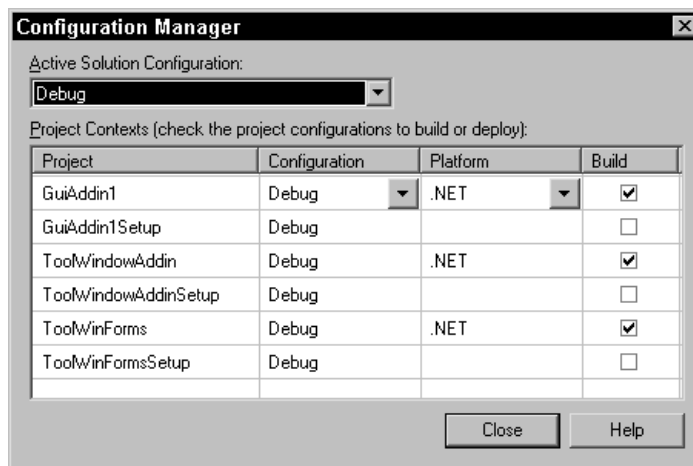 Configuration Manager
Active Solution Configuration:
Debug
Project Contexts (check the project configurations to build or deploy):
Project Configuration Platform Build
GuiAddin1 Debug .NET
GuiAddin1Setup Debug
ToolWindowAddin Debug .NET
ToolWindowAddinSetup Debug
ToolWinForms Debug .NET
ToolWinFormsSetup Debug
Close Help